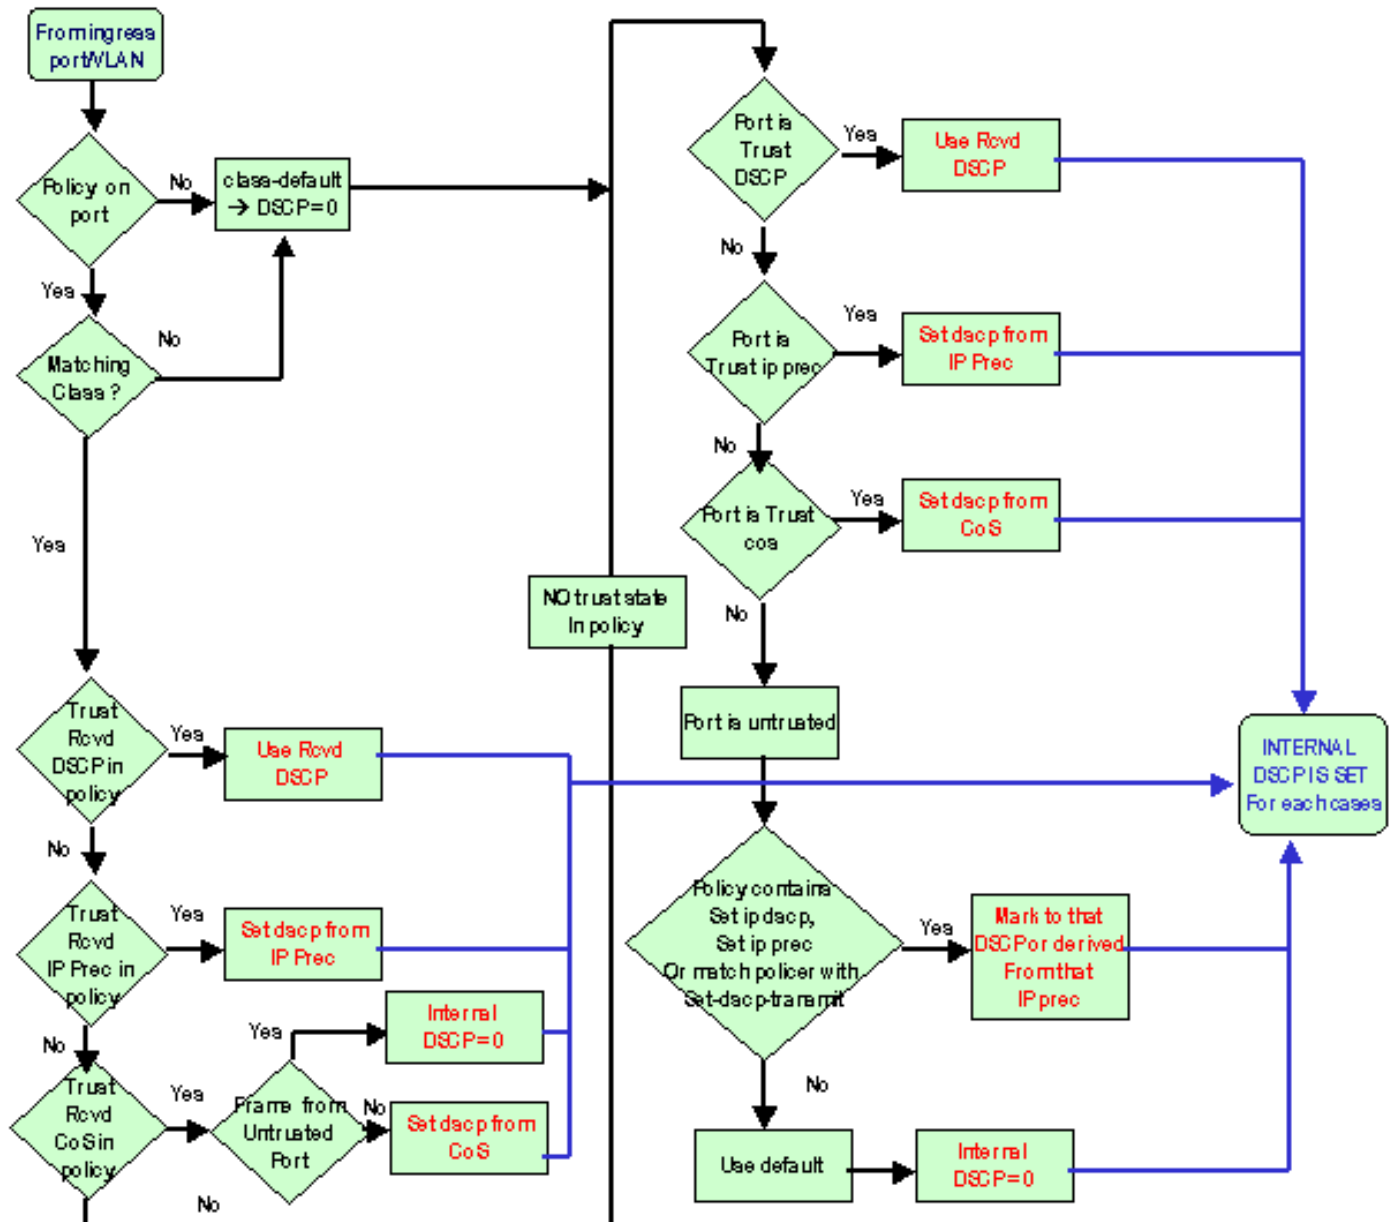 From ingress
port/VLAN
Policy on
port
No
class-default
→ DSCP=0
Yes
Matching
Class?
No
Yes
Trust
Rcvd
DSCP in
policy
Yes
Use Rcvd
DSCP
No
Trust
Rcvd
IP Prec in
policy
Yes
Set dscp from
IP Prec
No
Trust
Rcvd
CoS in
policy
Yes
Frame from
Untrusted
Port
Yes
Internal
DSCP=0
No
Set dscp from
CoS
No
NO trust state
In policy
Port is
Trust
DSCP
Yes
Use Rcvd
DSCP
No
Port is
Trust ip prec
Yes
Set dscp from
IP Prec
No
Port is Trust
cos
Yes
Set dscp from
CoS
No
Port is untrusted
Policy contains
Set ip dscp,
Set ip prec
Or match policer with
Set-dscp-transmit
Yes
Mark to that
DSCP or derived
From that
IP prec
No
Use default
Internal
DSCP=0
INTERNAL
DSCP IS SET
For each cases